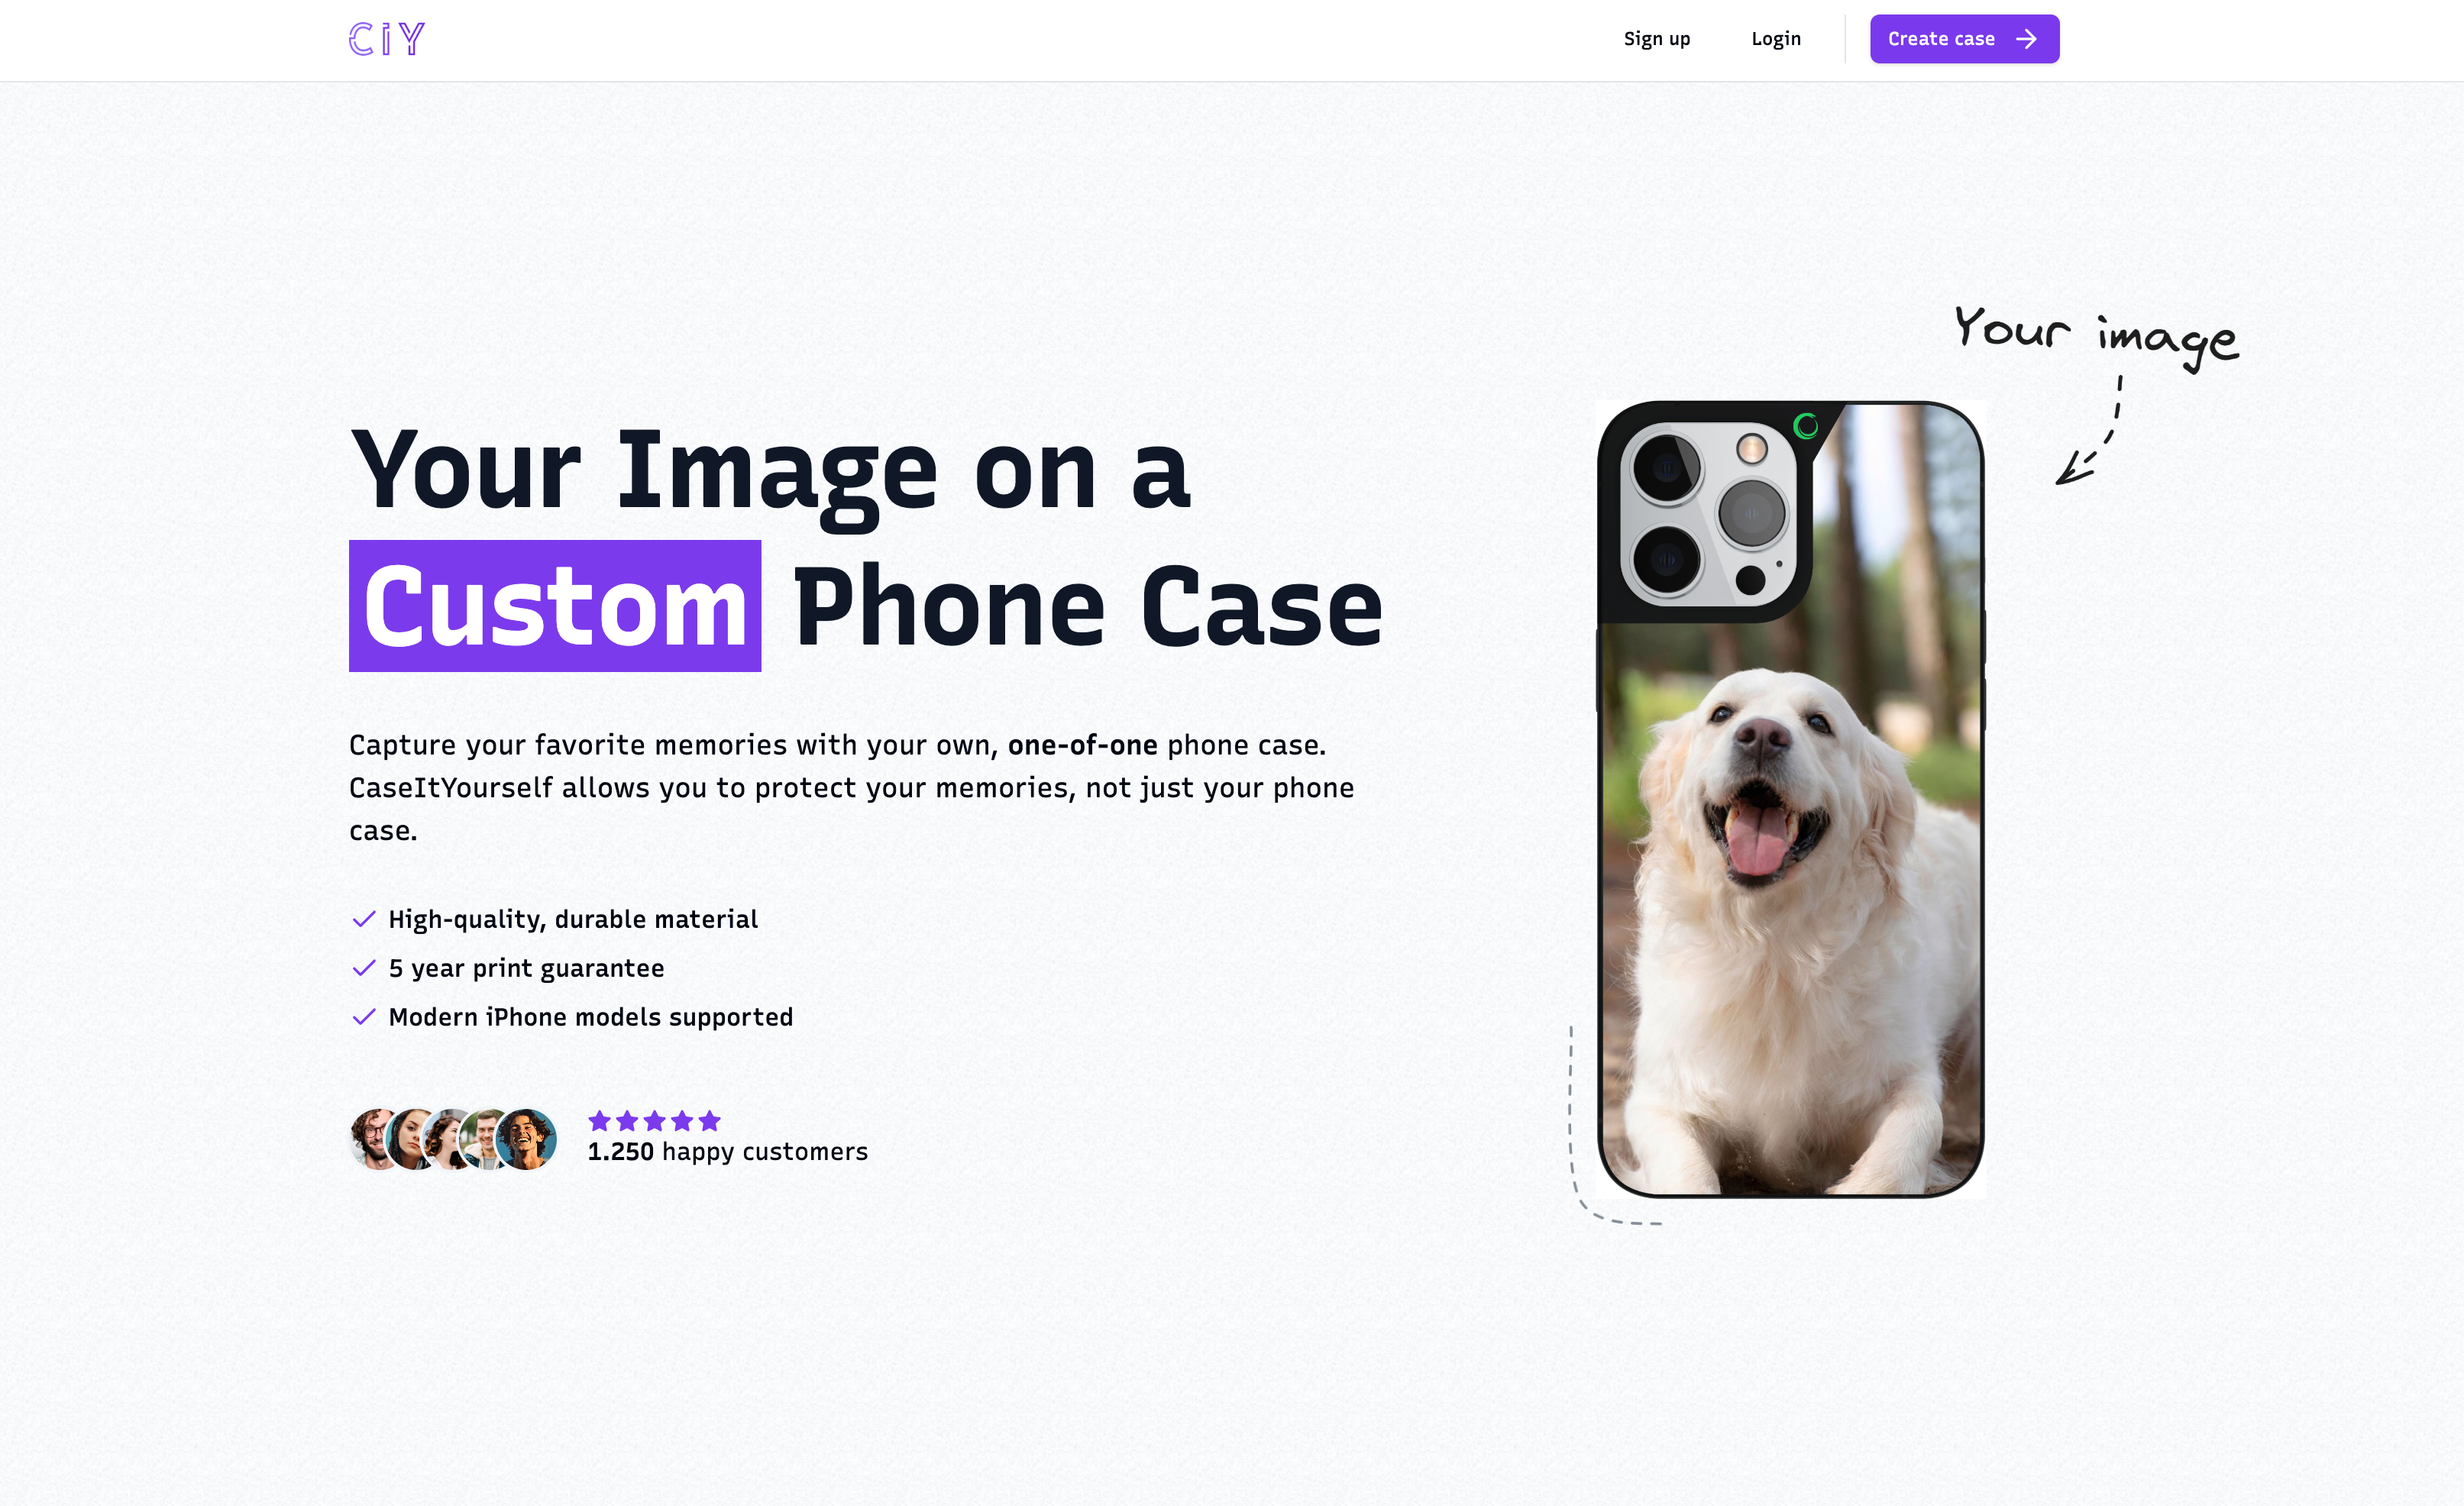 CiY
Sign up
Login
Create case
Your image
Your Image on a
Custom Phone Case
Capture your favorite memories with your own, one-of-one phone case.
CaseItYourself allows you to protect your memories, not just your phone
case.
High-quality, durable material
5 year print guarantee
Modern iPhone models supported
1.250 happy customers